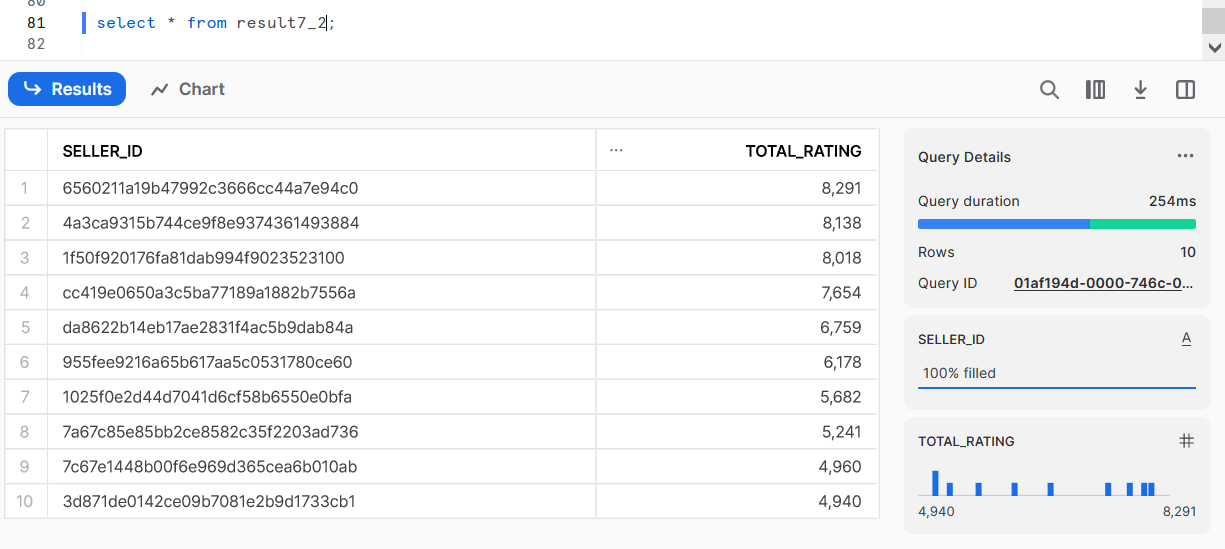 80
81 select * from result7_2;
82
Results Chart
SELLER_ID ... TOTAL_RATING
1 6560211a19b47992c3666cc44a7e94c0 8,291
2 4a3ca9315b744ce9f8e9374361493884 8,138
3 1f50f920176fa81dab994f9023523100 8,018
4 cc419e0650a3c5ba77189a1882b7556a 7,654
5 da8622b14eb17ae2831f4ac5b9dab84a 6,759
6 955fee9216a65b617aa5c0531780ce60 6,178
7 1025f0e2d44d7041d6cf58b6550e0bfa 5,682
8 7a67c85e85bb2ce8582c35f2203ad736 5,241
9 7c67e1448b00f6e969d365cea6b010ab 4,960
10 3d871de0142ce09b7081e2b9d1733cb1 4,940
Query Details ...
Query duration 254ms
Rows 10
Query ID 01af194d-0000-746c-0...
SELLER_ID A
100% filled
TOTAL_RATING #
4,940 8,291